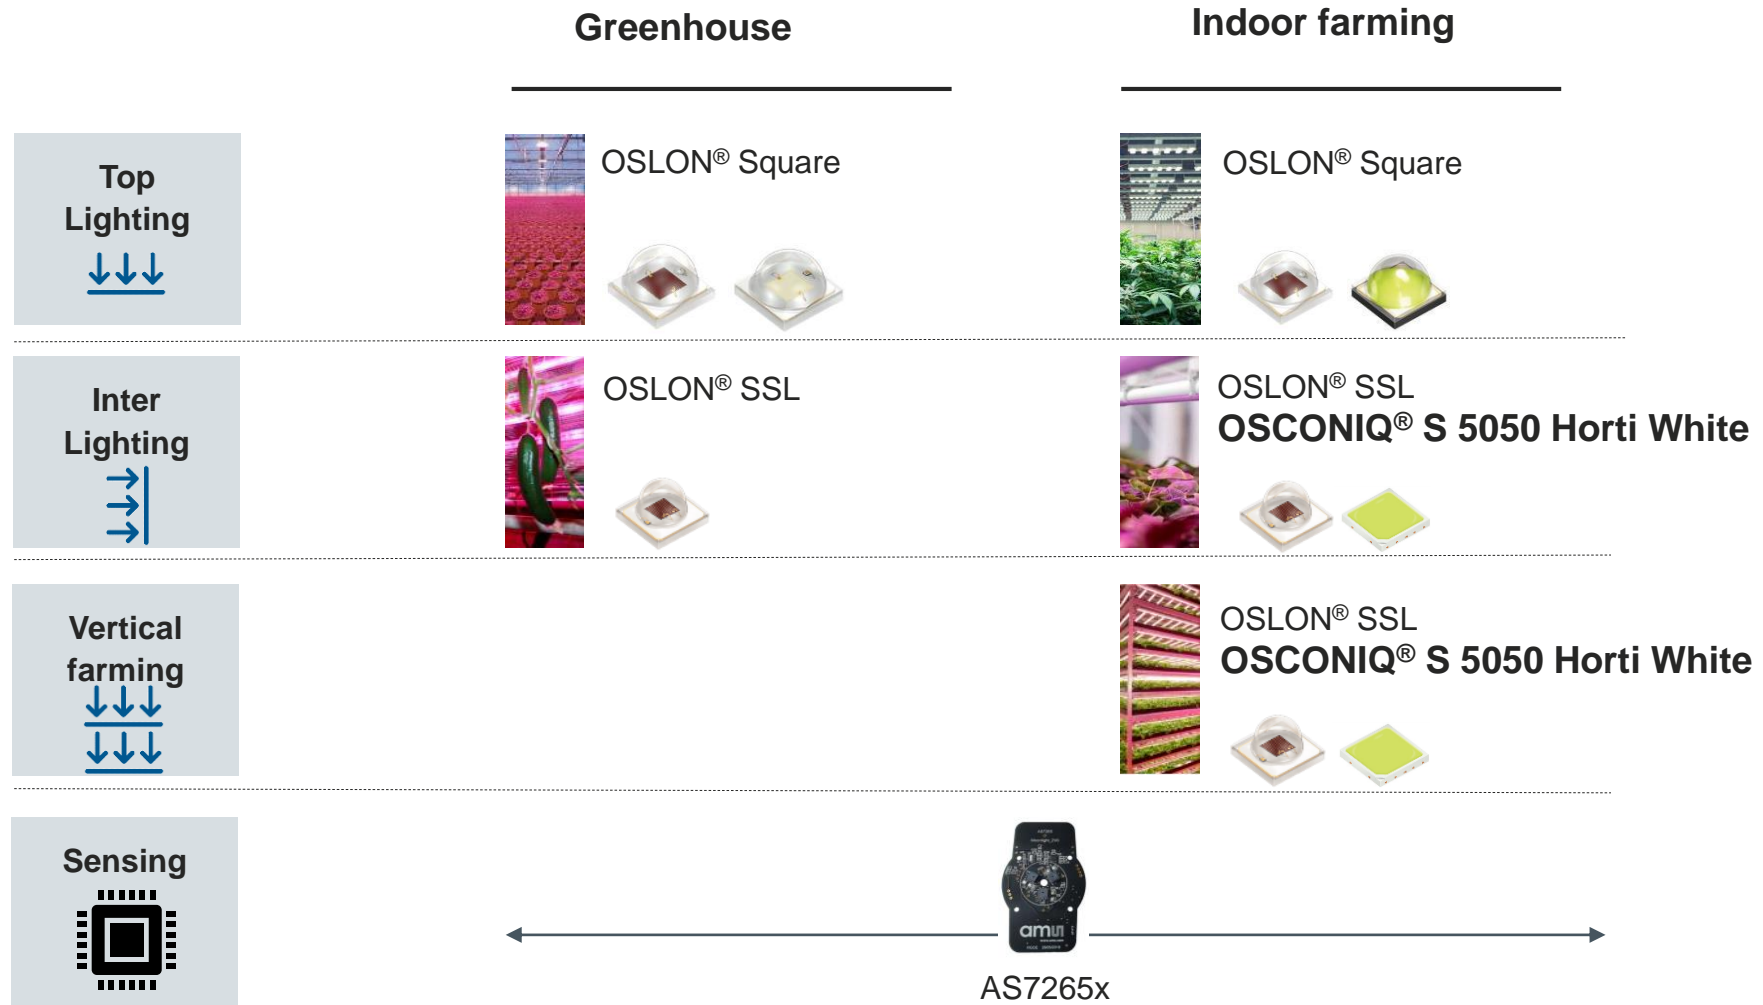 Greenhouse
Indoor farming
Top
Lighting
OSLON® Square
OSLON® Square
Inter
Lighting
OSLON® SSL
OSLON® SSL
OSCONIQ® S 5050 Horti White
Vertical
farming
OSLON® SSL
OSCONIQ® S 5050 Horti White
Sensing
amu
AS7265x